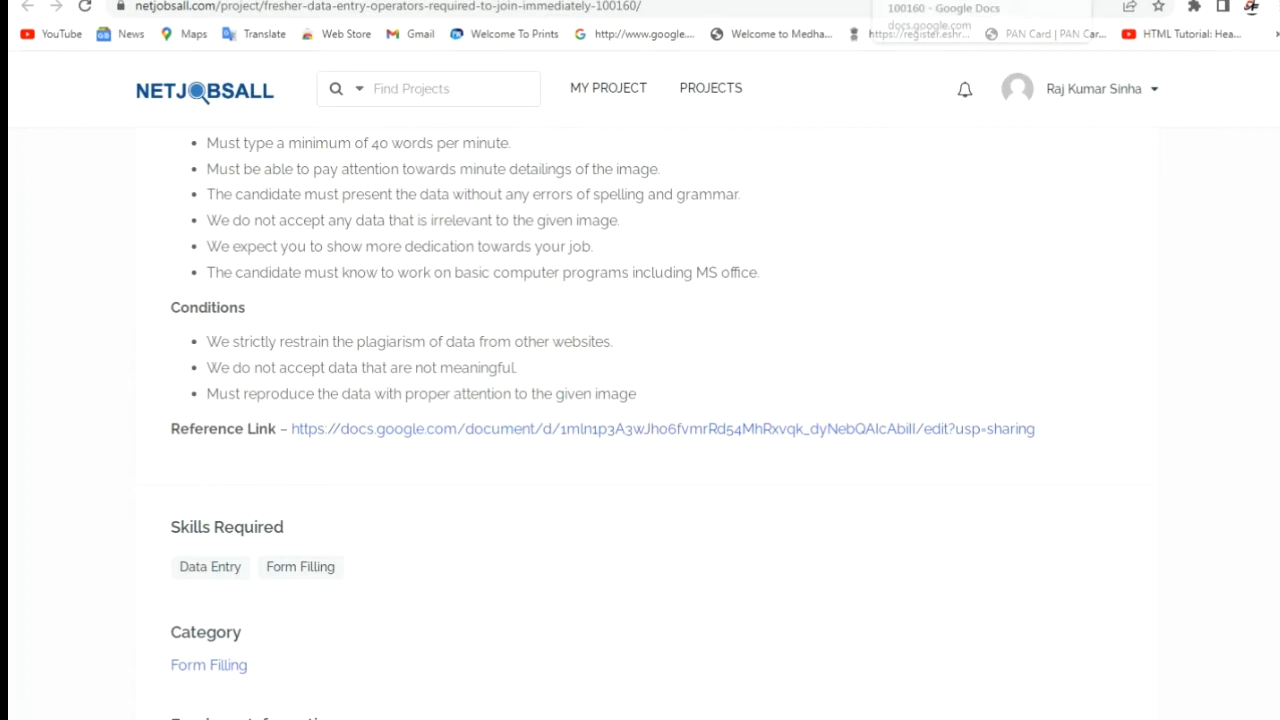 netjobsall.com/project/fresher-data-entry-operators-required-to-join-immediately-100160/
100160 - Google Docs
docs.google.com
YouTube News Maps Translate Web Store Gmail Welcome To Prints http://www.google.... Welcome to Medha... https://register.eshr... PAN Card | PAN Car... HTML Tutorial: Hea...
NETJOBSALL Find Projects MY PROJECT PROJECTS Raj Kumar Sinha
• Must type a minimum of 40 words per minute.
• Must be able to pay attention towards minute detailings of the image.
• The candidate must present the data without any errors of spelling and grammar.
• We do not accept any data that is irrelevant to the given image.
• We expect you to show more dedication towards your job.
• The candidate must know to work on basic computer programs including MS office.
Conditions
• We strictly restrain the plagiarism of data from other websites.
• We do not accept data that are not meaningful.
• Must reproduce the data with proper attention to the given image
Reference Link – https://docs.google.com/document/d/1mln1p3A3wJho6fvmrRd54MhRxvqk_dyNebQAIcAbiII/edit?usp=sharing
Skills Required
Data Entry Form Filling
Category
Form Filling